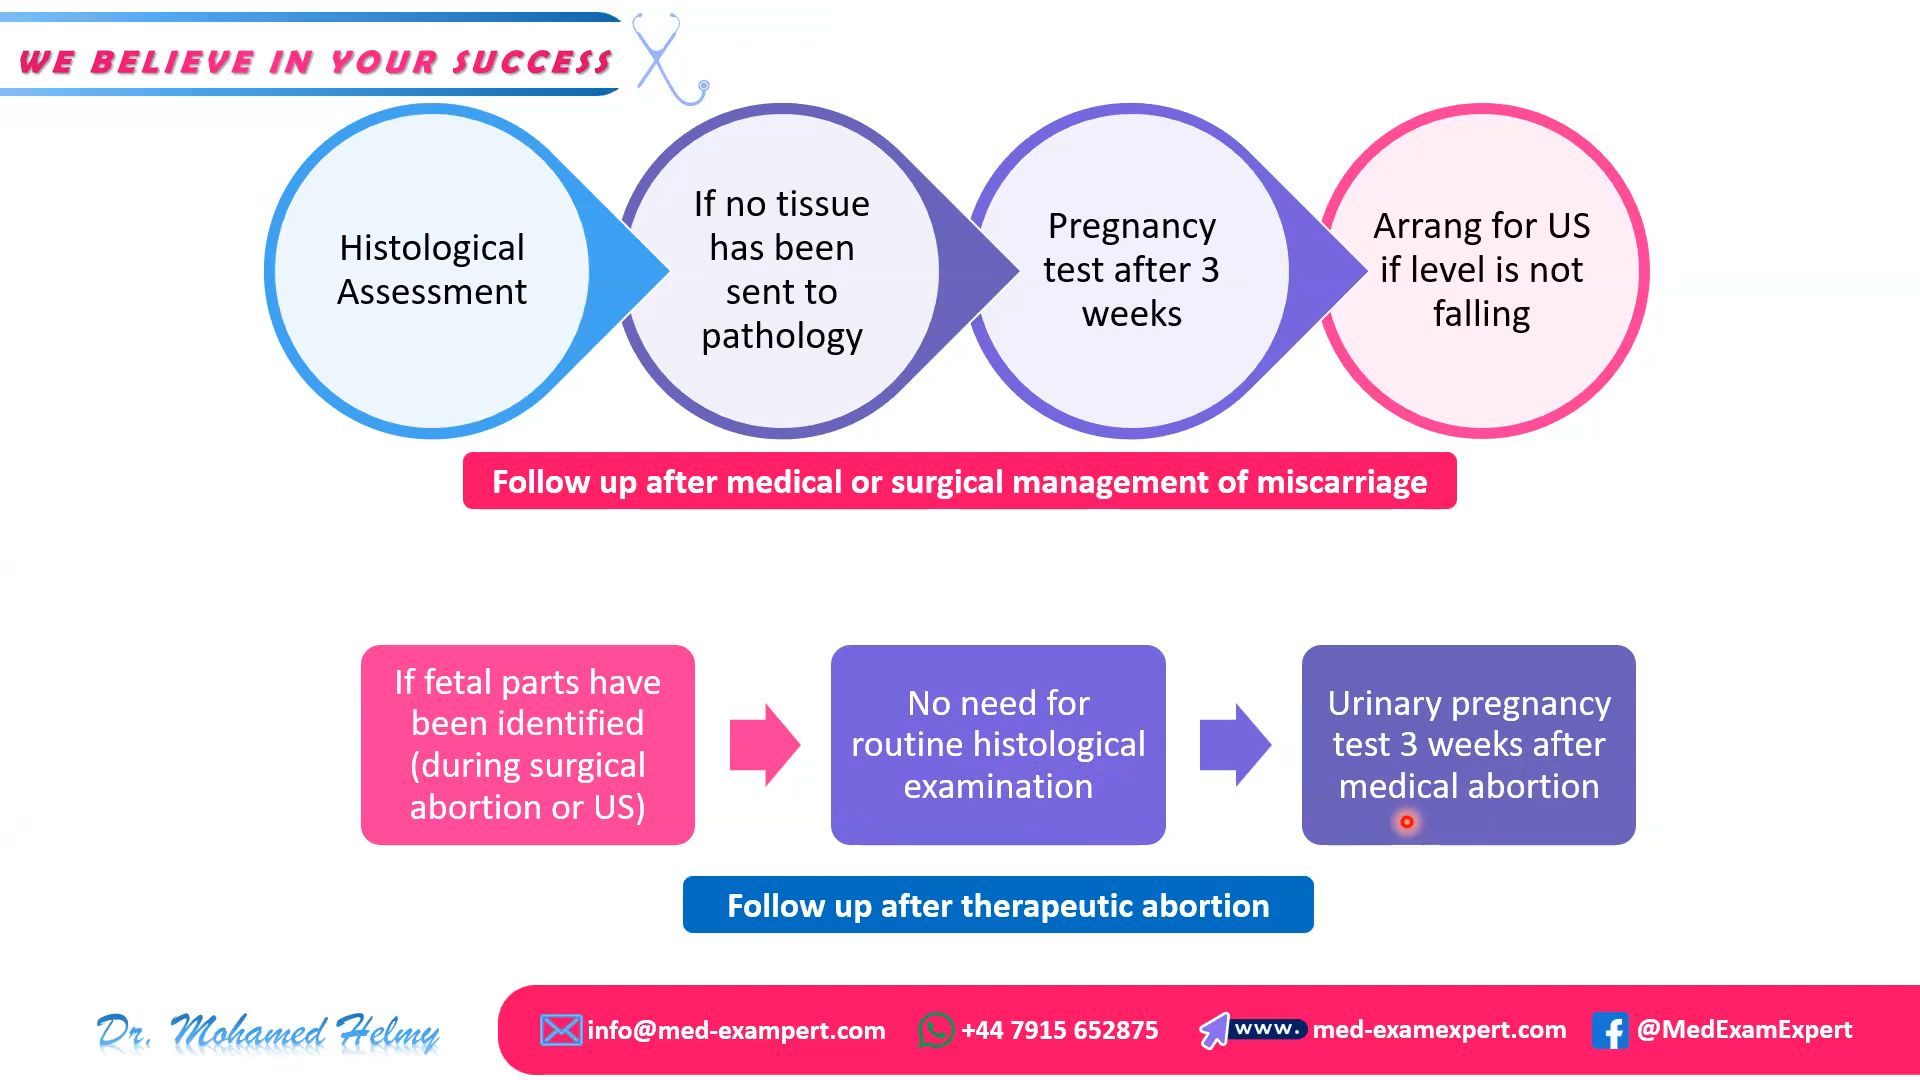 WE BELIEVE IN YOUR SUCCESS
Histological
Assessment
If no tissue
has been
sent to
pathology
Pregnancy
test after 3
weeks
Arrang for US
if level is not
falling
Follow up after medical or surgical management of miscarriage
If fetal parts have
been identified
(during surgical
abortion or US)
No need for
routine histological
examination
Urinary pregnancy
test 3 weeks after
medical abortion
Follow up after therapeutic abortion
Dr. Mohamed Helmy
info@med-exampert.com
+44 7915 652875
www. med-examexpert.com
@MedExamExpert